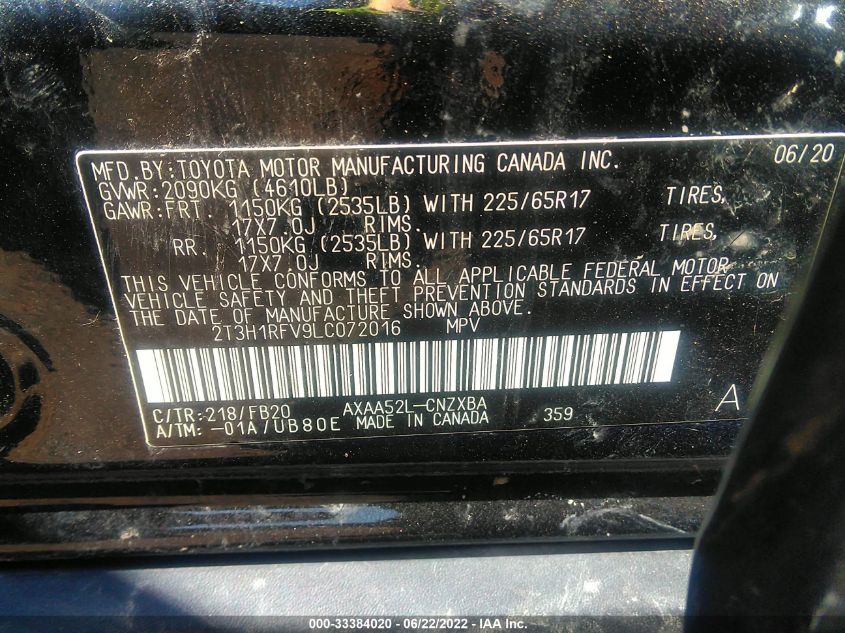 MFD.BY:TOYOTA MOTOR MANUFACTURING CANADA INC. 06/20
GVWR:2090KG (4610LB)
GAWR:FRT. 1150KG (2535LB) WITH 225/65R17 TIRES,
17X7.0J RIMS.
RR. 1150KG (2535LB) WITH 225/65R17 TIRES,
17X7.0J RIMS.
THIS VEHICLE CONFORMS TO ALL APPLICABLE FEDERAL MOTOR
VEHICLE SAFETY AND THEFT PREVENTION STANDARDS IN EFFECT ON
THE DATE OF MANUFACTURE SHOWN ABOVE.
2T3H1RFV9LC072016 MPV
C/TR:218/FB20 AXAA52L-CNZXBA 359 A
A/TM: -01A/UB80E MADE IN CANADA
000-33384020 - 06/22/2022 - IAA Inc.